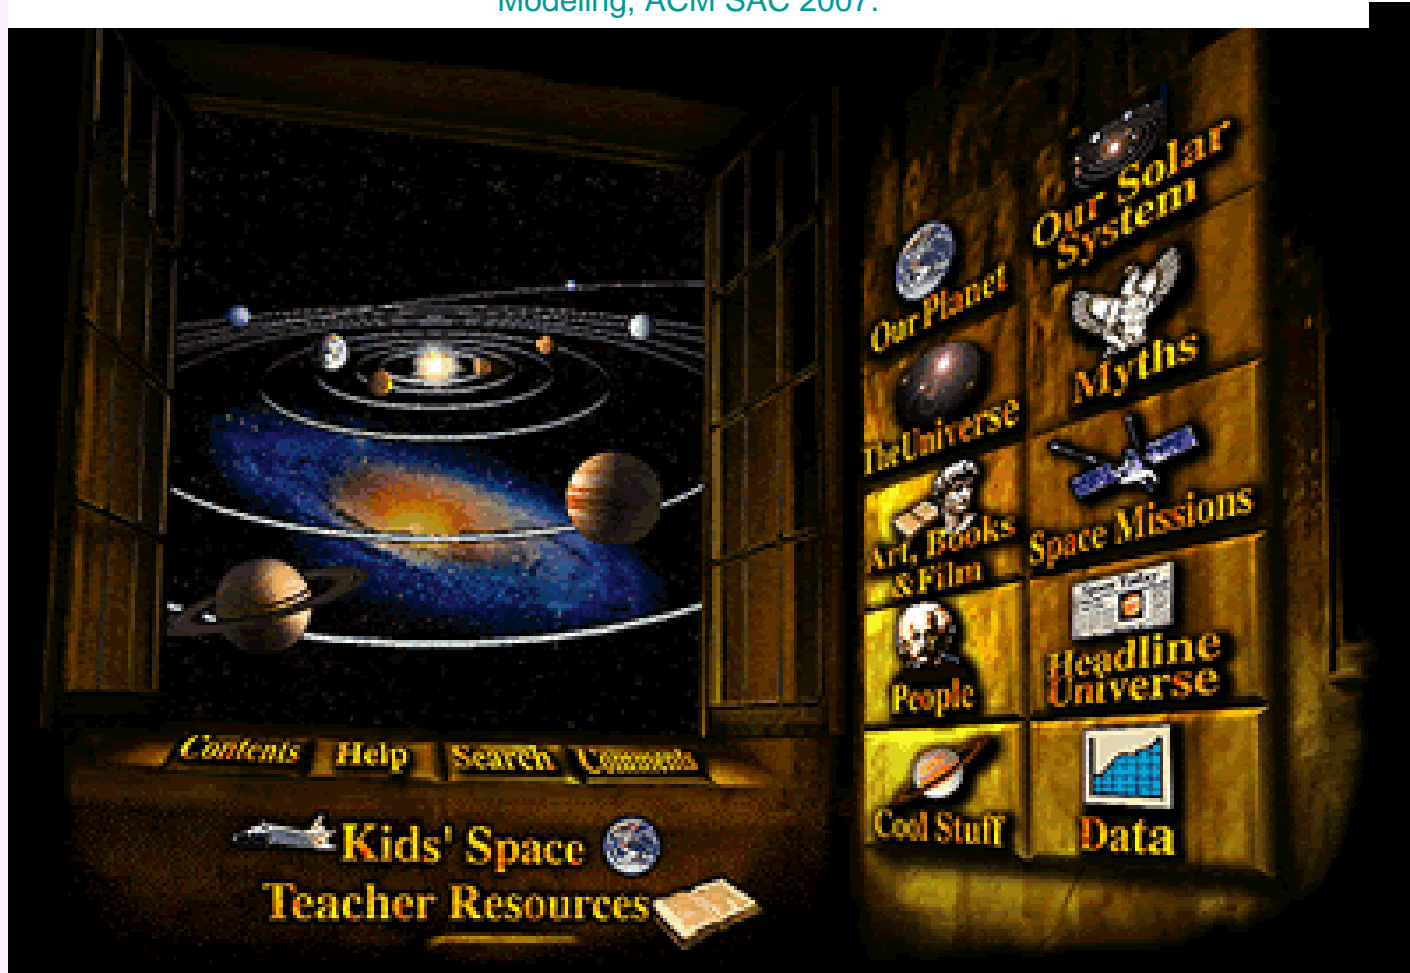 Modeling, ACM SAC 2007.
Our Solar
System
Our Planet
Myths
The Universe
Space Missions
Art, Books
& Film
Headline
Universe
People
Cool Stuff
Data
Contents
Help
Search
Comments
Kids' Space
Teacher Resources